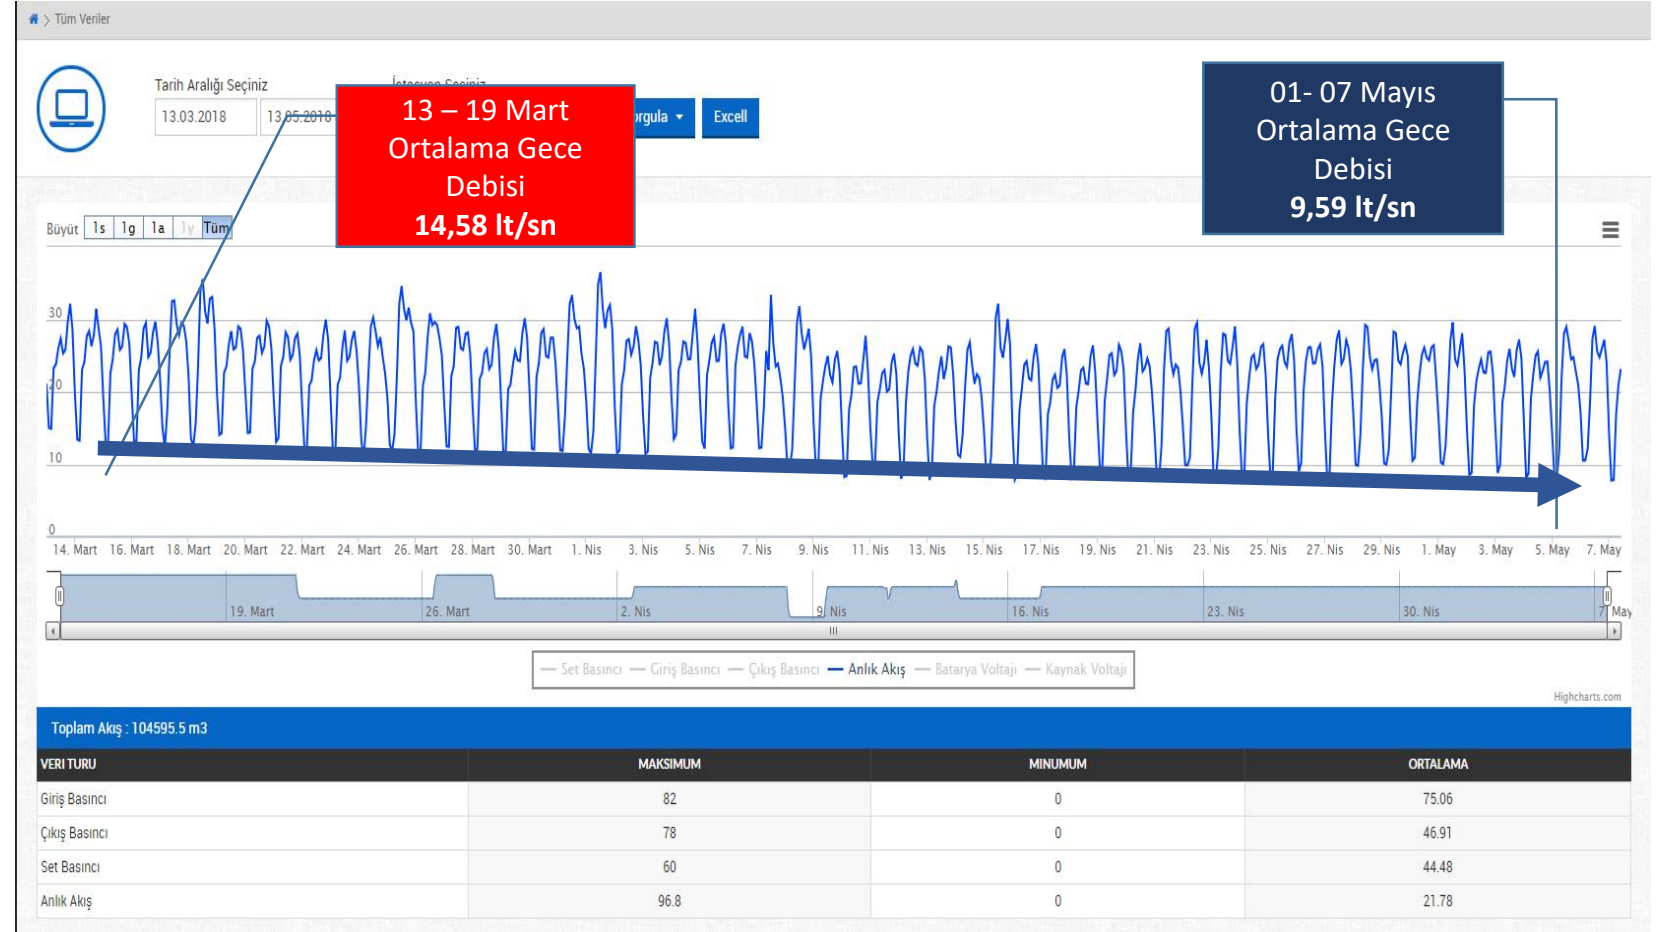 Tüm Veriler
Tarih Aralığı Seçiniz
13.03.2018
13.05.2018
Excell
13 – 19 Mart
Ortalama Gece
Debisi
14,58 lt/sn
01- 07 Mayıs
Ortalama Gece
Debisi
9,59 lt/sn
Büyüt 1s 1g 1a 1y Tüm
30
20
10
0
14. Mart 16. Mart 18. Mart 20. Mart 22. Mart 24. Mart 26. Mart 28. Mart 30. Mart 1. Nis 3. Nis 5. Nis 7. Nis 9. Nis 11. Nis 13. Nis 15. Nis 17. Nis 19. Nis 21. Nis 23. Nis 25. Nis 27. Nis 29. Nis 1. May 3. May 5. May 7. May
19. Mart 26. Mart 2. Nis 9. Nis 16. Nis 23. Nis 30. Nis 7. May
Set Basıncı Giriş Basıncı Çıkış Basıncı Anlık Akış Batarya Voltajı Kaynak Voltajı
Highcharts.com
Toplam Akış : 104595.5 m3
VERI TURU MAKSIMUM MINUMUM ORTALAMA
Giriş Basıncı 82 0 75.06
Çıkış Basıncı 78 0 46.91
Set Basıncı 60 0 44.48
Anlık Akış 96.8 0 21.78